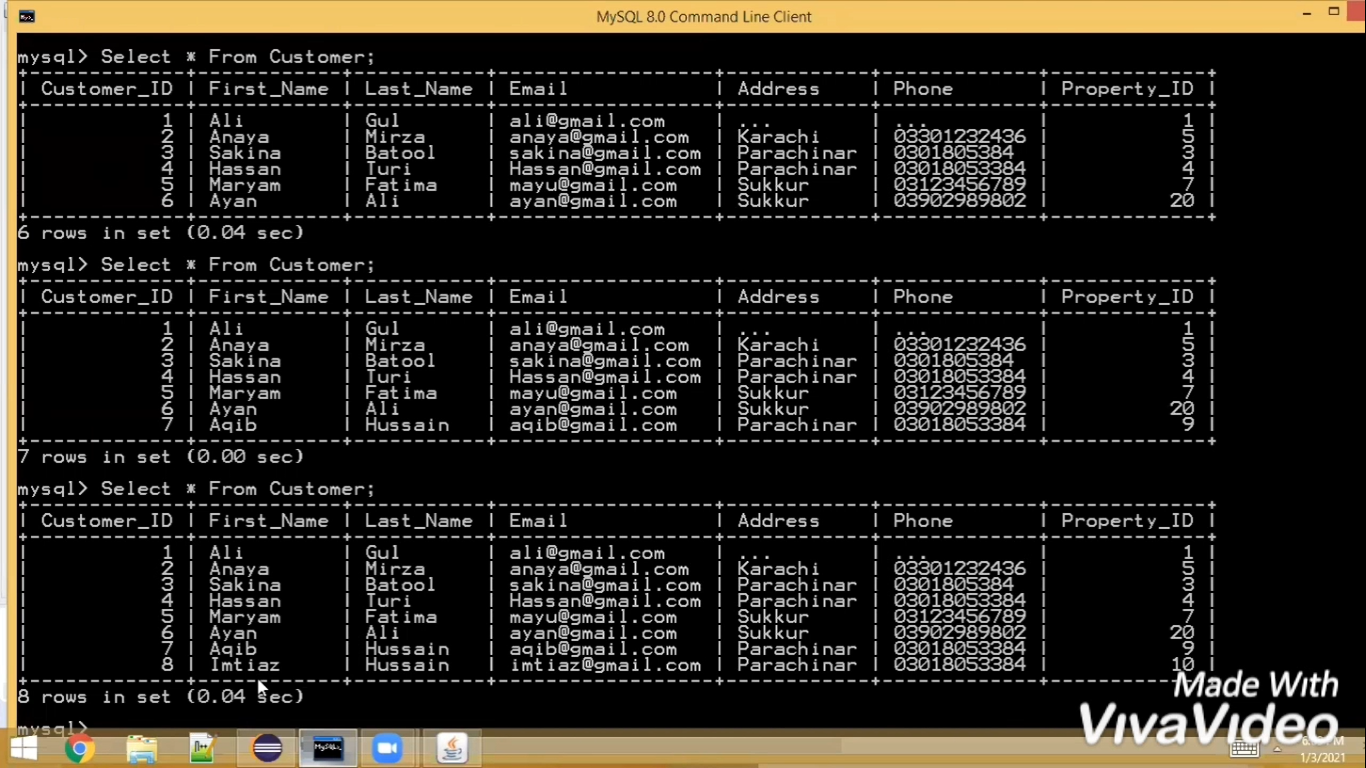 MySQL 8.0 Command Line Client
mysql> Select * From Customer;
| Customer_ID | First_Name | Last_Name | Email | Address | Phone | Property_ID |
| 1 | Ali | Gul | ali@gmail.com | ... | ... | 1 |
| 2 | Anaya | Mirza | anaya@gmail.com | Karachi | 03301232436 | 5 |
| 3 | Sakina | Batool | sakina@gmail.com | Parachinar | 0301805384 | 3 |
| 4 | Hassan | Turi | Hassan@gmail.com | Parachinar | 03018053384 | 4 |
| 5 | Maryam | Fatima | mayu@gmail.com | Sukkur | 03123456789 | 7 |
| 6 | Ayan | Ali | ayan@gmail.com | Sukkur | 03902989802 | 20 |
6 rows in set (0.04 sec)
mysql> Select * From Customer;
| Customer_ID | First_Name | Last_Name | Email | Address | Phone | Property_ID |
| 1 | Ali | Gul | ali@gmail.com | ... | ... | 1 |
| 2 | Anaya | Mirza | anaya@gmail.com | Karachi | 03301232436 | 5 |
| 3 | Sakina | Batool | sakina@gmail.com | Parachinar | 0301805384 | 3 |
| 4 | Hassan | Turi | Hassan@gmail.com | Parachinar | 03018053384 | 4 |
| 5 | Maryam | Fatima | mayu@gmail.com | Sukkur | 03123456789 | 7 |
| 6 | Ayan | Ali | ayan@gmail.com | Sukkur | 03902989802 | 20 |
| 7 | Aqib | Hussain | aqib@gmail.com | Parachinar | 03018053384 | 9 |
7 rows in set (0.00 sec)
mysql> Select * From Customer;
| Customer_ID | First_Name | Last_Name | Email | Address | Phone | Property_ID |
| 1 | Ali | Gul | ali@gmail.com | ... | ... | 1 |
| 2 | Anaya | Mirza | anaya@gmail.com | Karachi | 03301232436 | 5 |
| 3 | Sakina | Batool | sakina@gmail.com | Parachinar | 0301805384 | 3 |
| 4 | Hassan | Turi | Hassan@gmail.com | Parachinar | 03018053384 | 4 |
| 5 | Maryam | Fatima | mayu@gmail.com | Sukkur | 03123456789 | 7 |
| 6 | Ayan | Ali | ayan@gmail.com | Sukkur | 03902989802 | 20 |
| 7 | Aqib | Hussain | aqib@gmail.com | Parachinar | 03018053384 | 9 |
| 8 | Imtiaz | Hussain | imtiaz@gmail.com | Parachinar | 03018053384 | 10 |
8 rows in set (0.04 sec)
mysql>
Made With
VivaVideo
1/3/2021